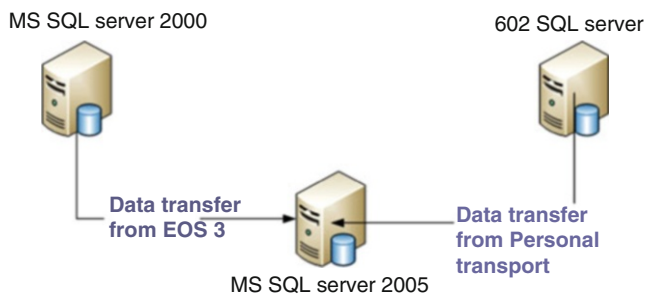 MS SQL server 2000
602 SQL server
Data transfer
from EOS 3
Data transfer
from Personal
transport
MS SQL server 2005